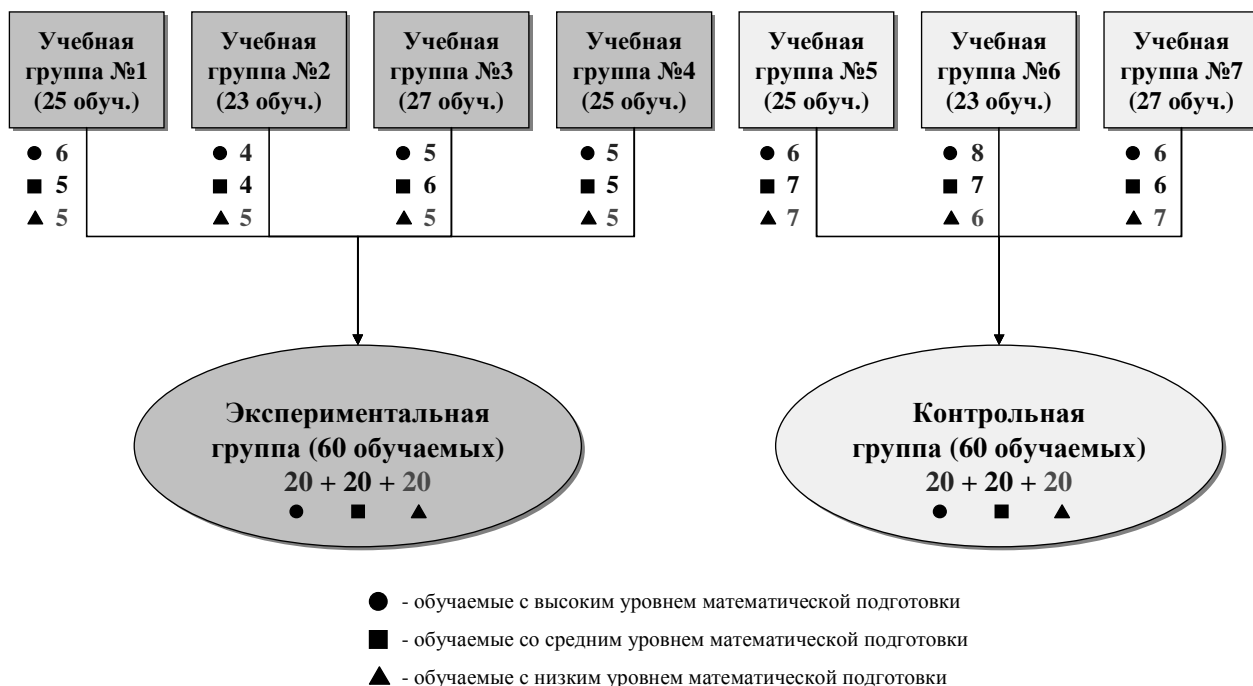 Учебная
группа №1
(25 обуч.)
Учебная
группа №2
(23 обуч.)
Учебная
группа №3
(27 обуч.)
Учебная
группа №4
(25 обуч.)
Учебная
группа №5
(25 обуч.)
Учебная
группа №6
(23 обуч.)
Учебная
группа №7
(27 обуч.)
6
5
5
4
4
5
5
6
5
5
5
5
6
7
7
8
7
6
6
6
7
Экспериментальная
группа (60 обучаемых)
20 + 20 + 20
Контрольная
группа (60 обучаемых)
20 + 20 + 20
- обучаемые с высоким уровнем математической подготовки
- обучаемые со средним уровнем математической подготовки
- обучаемые с низким уровнем математической подготовки